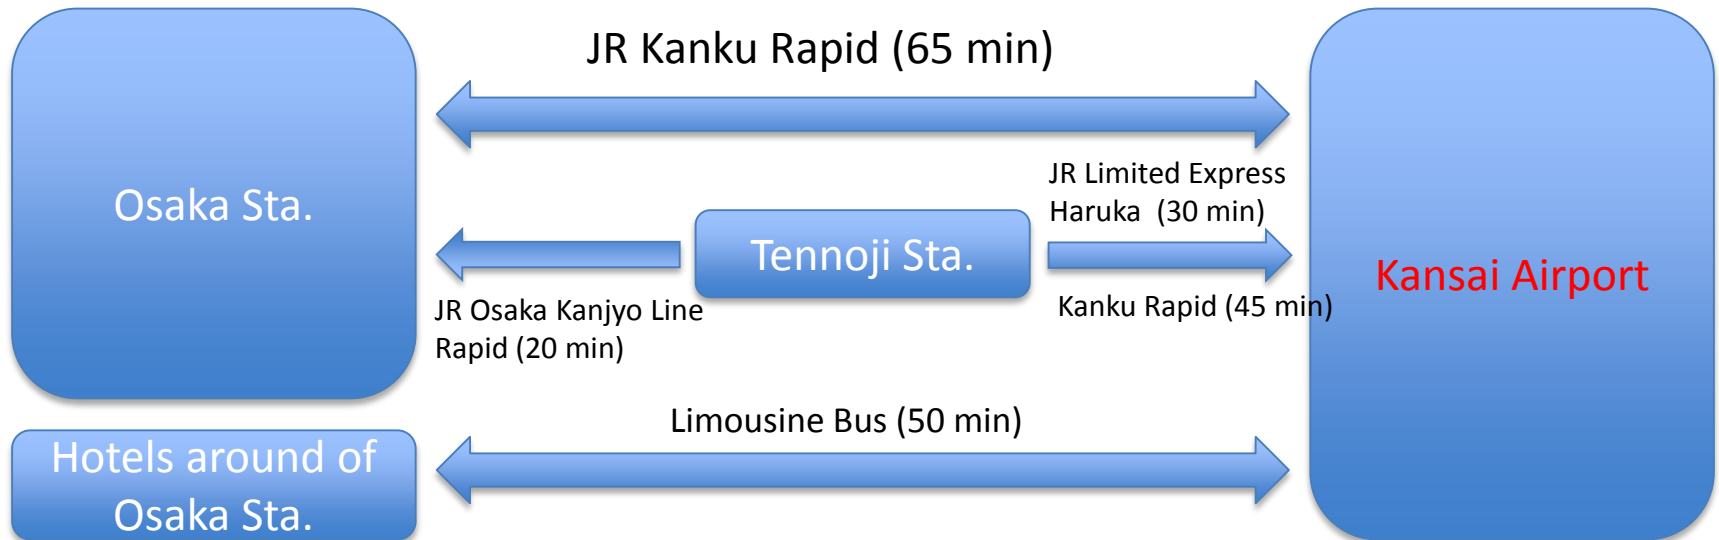 JR Kanku Rapid (65 min)
Osaka Sta.
JR Limited Express
Haruka  (30 min)
Tennoji Sta.
Kansai Airport
JR Osaka Kanjyo Line
Rapid (20 min)
Kanku Rapid (45 min)
Limousine Bus (50 min)
Hotels around of
Osaka Sta.